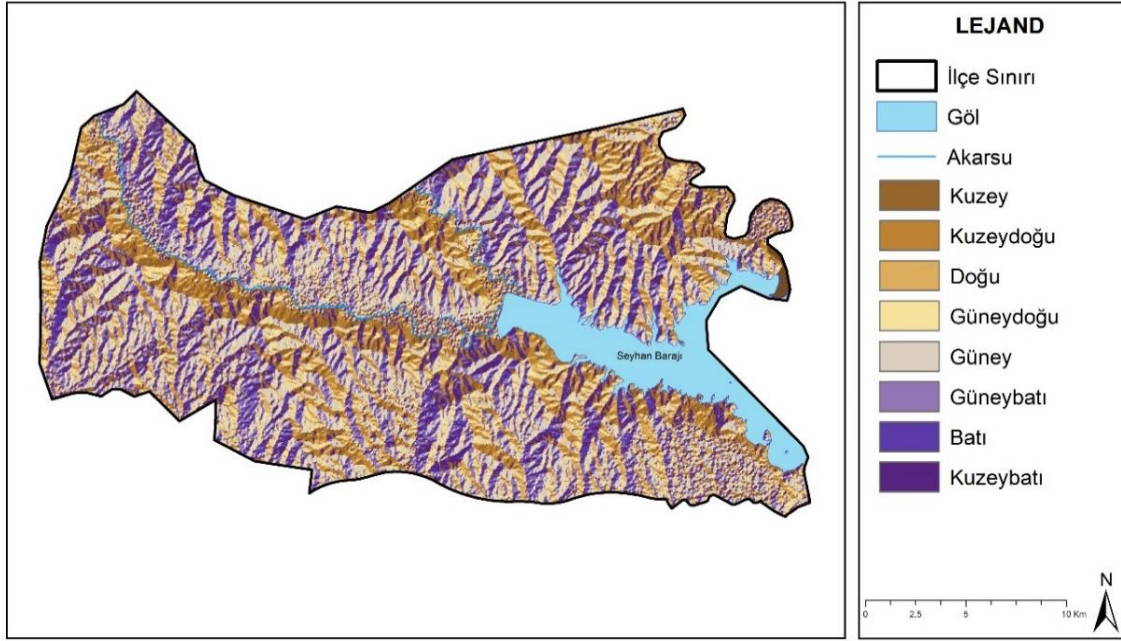 Seyhan Barajı
LEJAND
İlçe Sınırı
Göl
Akarsu
Kuzey
Kuzeydoğu
Doğu
Güneydoğu
Güney
Güneybatı
Batı
Kuzeybatı
N
0 2.5 5 10 Km